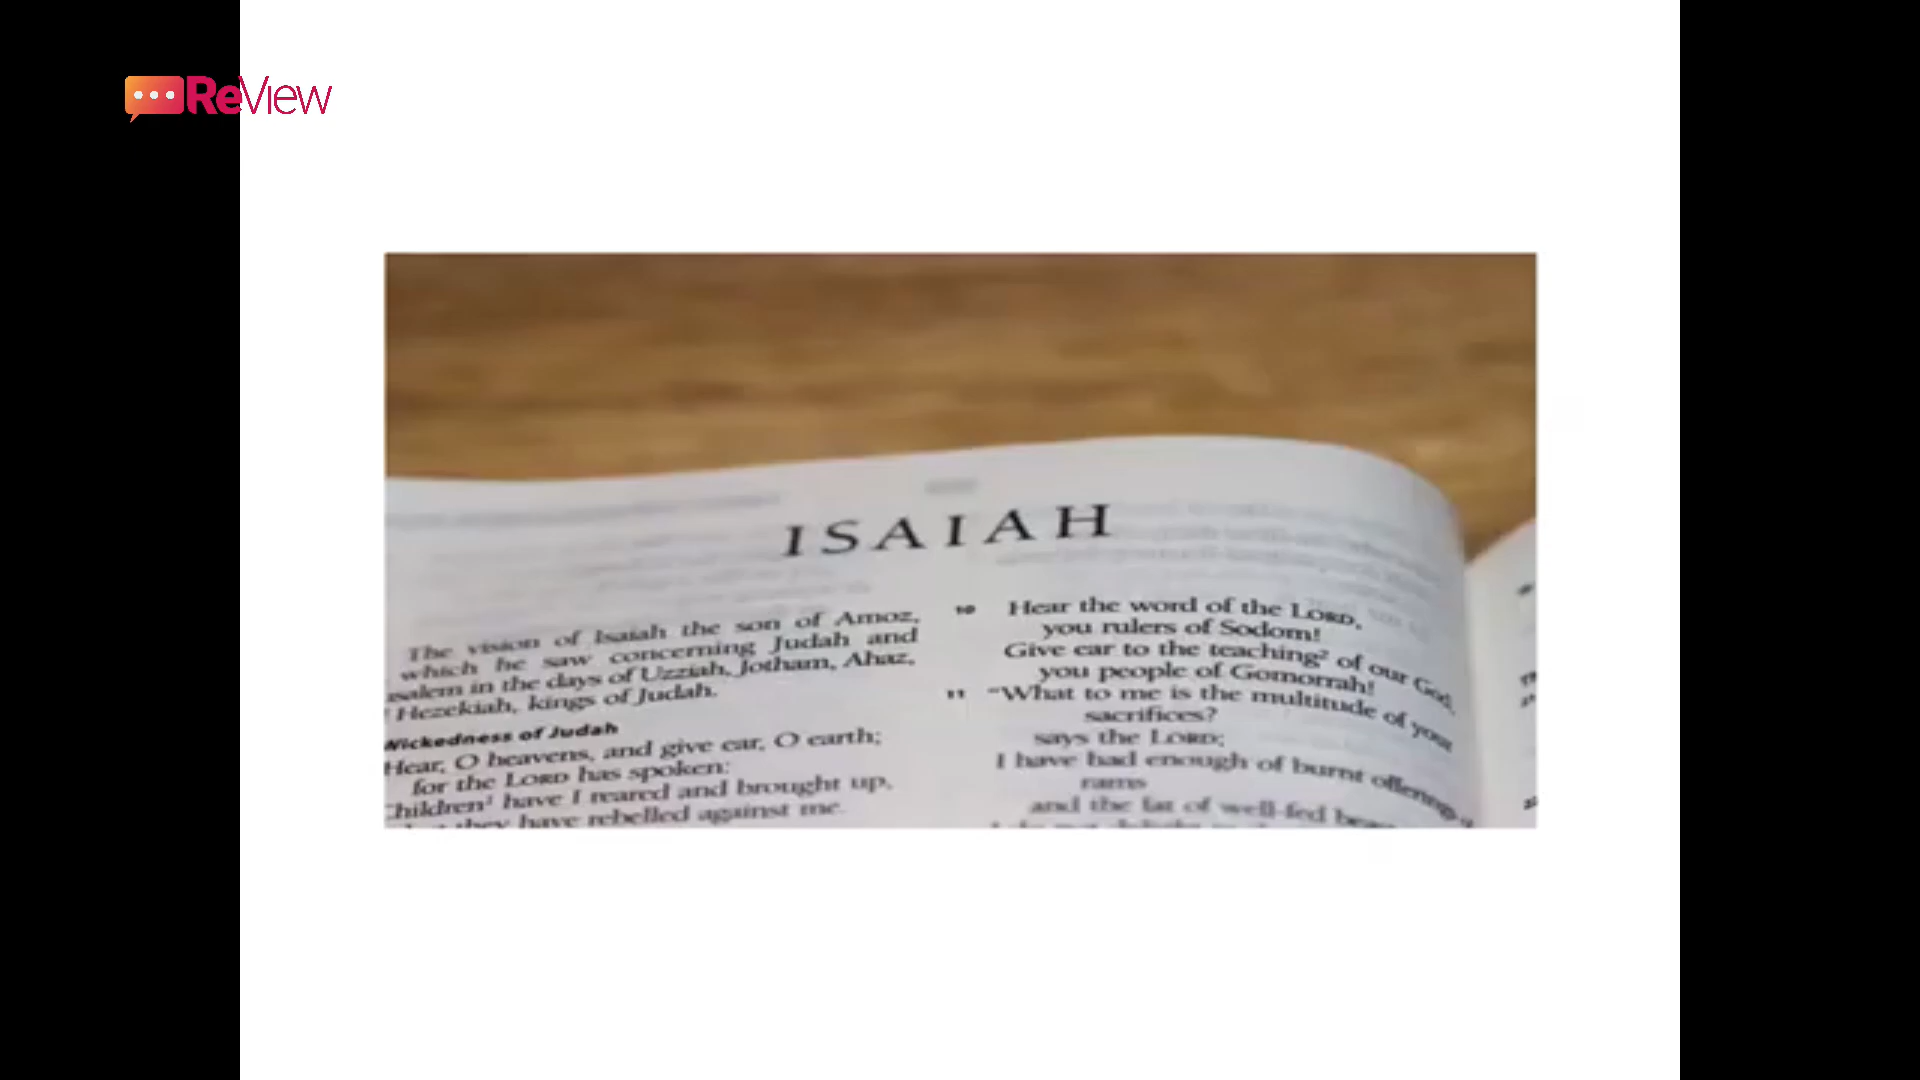 ReView
ISAIAH
The vision of Isaiah the son of Amoz,
which he saw concerning Judah and
usalem in the days of Uzziah, Jotham, Ahaz,
Hezekiah, kings of Judah.
Wickedness of Judah
Hear, O heavens, and give ear, O earth;
for the LORD has spoken:
Children¹ have I reared and brought up,
they have rebelled against me.
10 Hear the word of the LORD,
you rulers of Sodom!
Give ear to the teaching² of our God,
you people of Gomorrah!
11 "What to me is the multitude of your
sacrifices?
says the LORD;
I have had enough of burnt offerings
rams
and the fat of well-fed